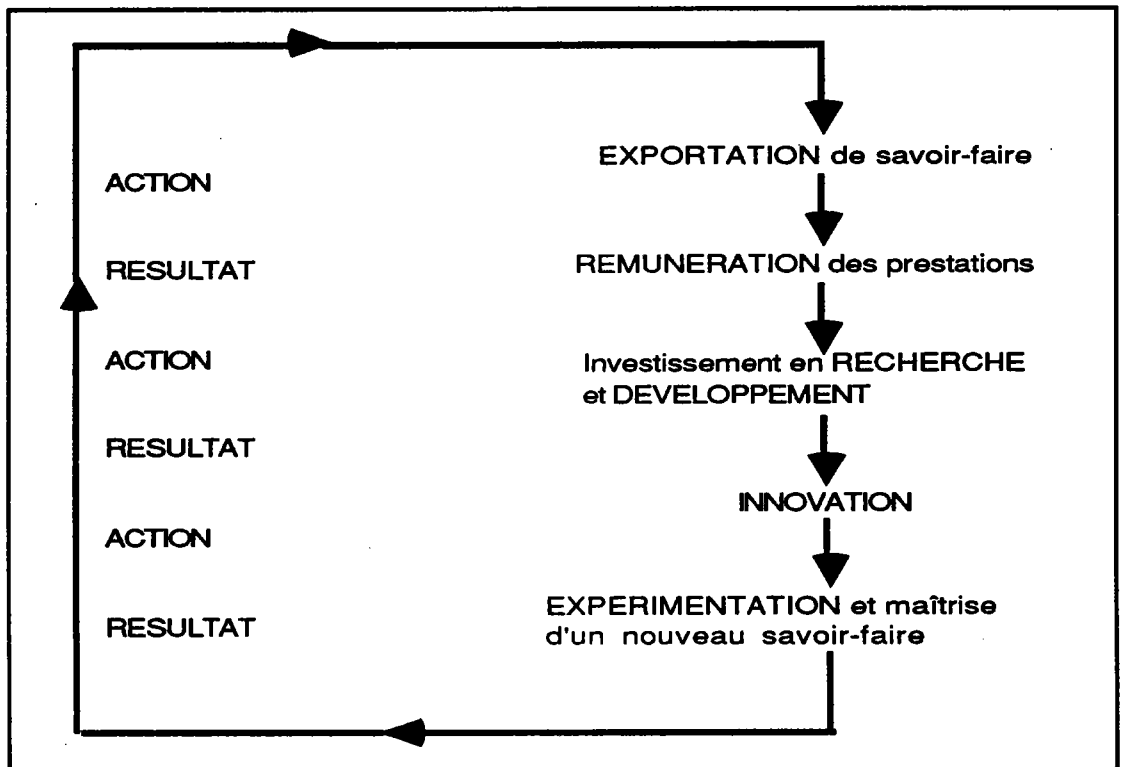 EXPORTATION de savoir-faire
ACTION
RESULTAT
REMUNERATION des prestations
ACTION
Investissement en RECHERCHE
et DEVELOPPEMENT
RESULTAT
INNOVATION
ACTION
EXPERIMENTATION et maîtrise
RESULTAT
d'un nouveau savoir-faire